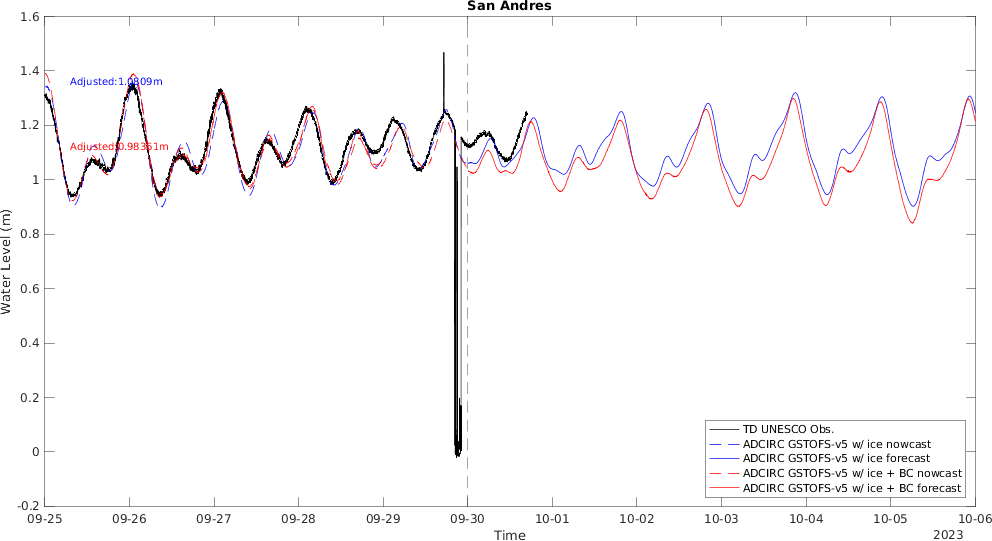 San Andres
Water Level (m)
1.6
1.4
1.2
1
0.8
0.6
0.4
0.2
0
-0.2
Adjusted:1.0809m
Adjusted:0.98351m
TD UNESCO Obs.
ADCIRC GSTOFS-v5 w/ ice nowcast
ADCIRC GSTOFS-v5 w/ ice forecast
ADCIRC GSTOFS-v5 w/ ice + BC nowcast
ADCIRC GSTOFS-v5 w/ ice + BC forecast
09-25 09-26 09-27 09-28 09-29 09-30 10-01 10-02 10-03 10-04 10-05 10-06
Time
2023